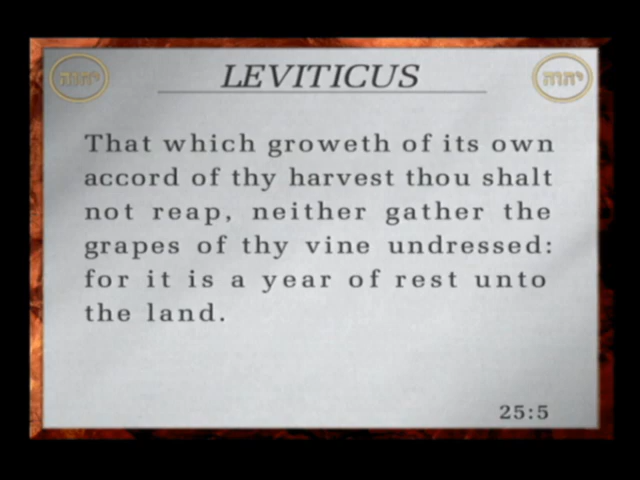 יהוה LEVITICUS יהוה
That which groweth of its own
accord of thy harvest thou shalt
not reap, neither gather the
grapes of thy vine undressed:
for it is a year of rest unto
the land.
25:5